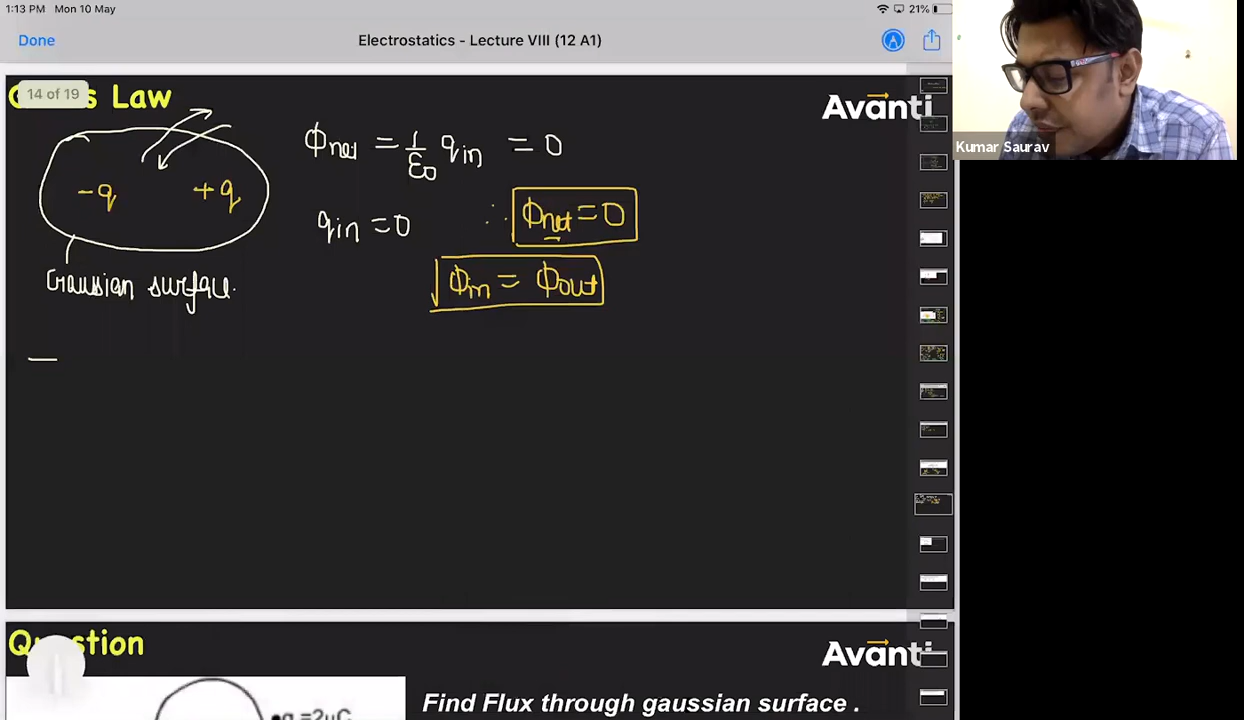 1:13 PM Mon 10 May
21%
Done
Electrostatics - Lecture VIII (12 A1)
14 of 19
Law
Avanti
Kumar Saurav
ϕnet = 1/ε0 qin = 0
-q +q
qin = 0 ∴ ϕnet = 0
Gaussian surface.
ϕin = ϕout
Question
Avanti
Find Flux through gaussian surface .
q =2µC